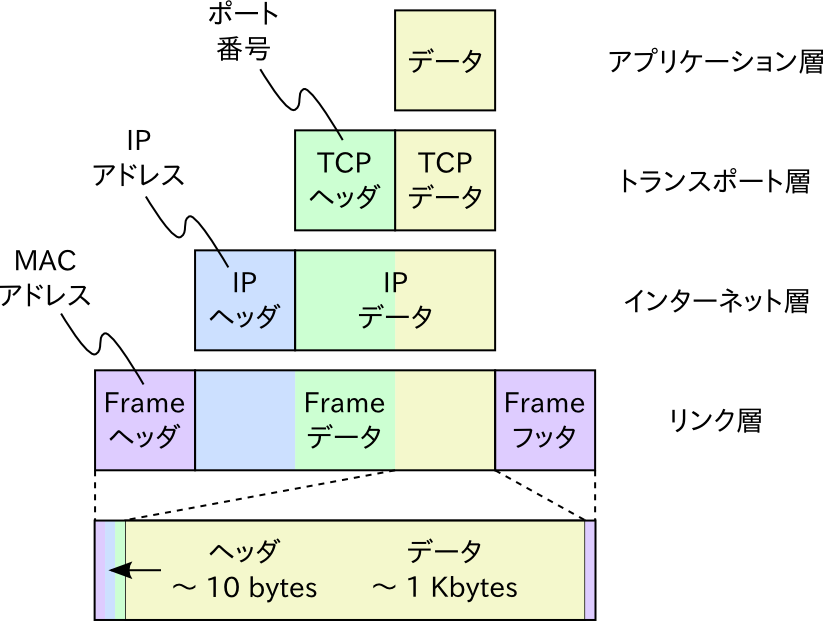 ポート
番号
データ
アプリケーション層
IP
アドレス
TCP
ヘッダ
TCP
データ
トランスポート層
MAC
アドレス
IP
ヘッダ
IP
データ
インターネット層
Frame
ヘッダ
Frame
データ
Frame
フッタ
リンク層
ヘッダ
～ 10 bytes
データ
～ 1 Kbytes